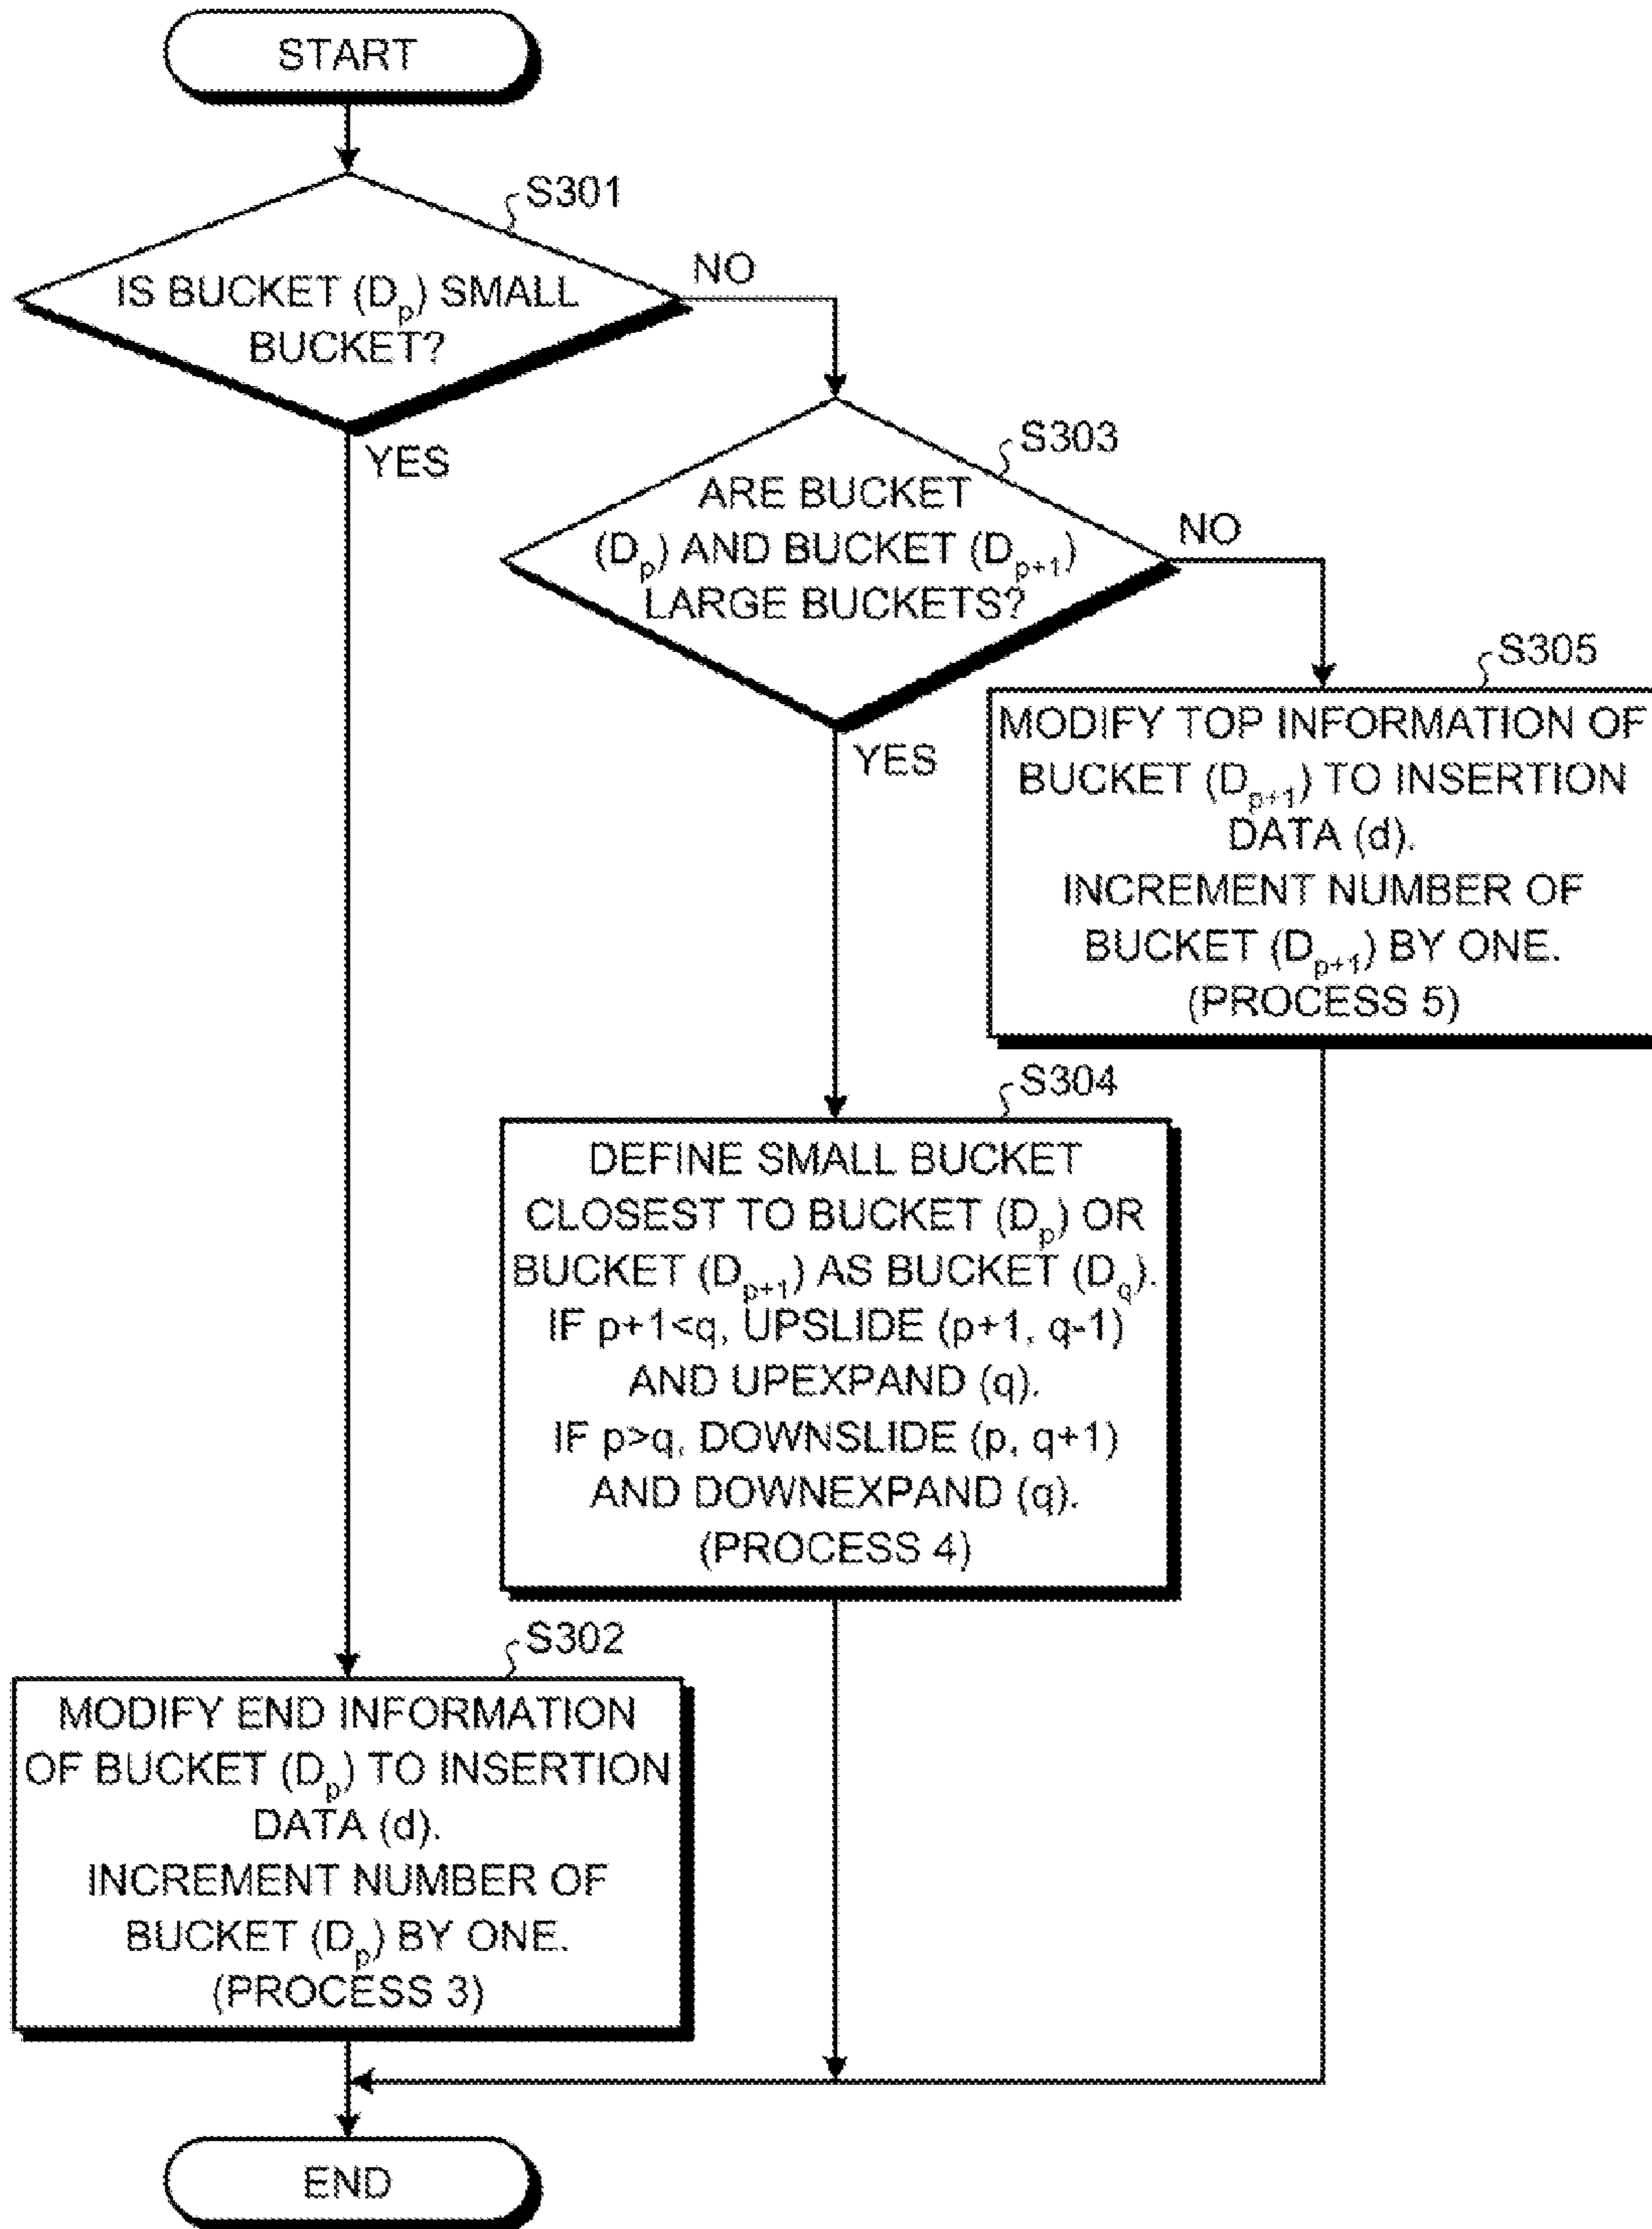 START
S301
IS BUCKET (Dp) SMALL
BUCKET?
NO
YES
S303
ARE BUCKET
(Dp) AND BUCKET (Dp+1)
LARGE BUCKETS?
NO
YES
S305
MODIFY TOP INFORMATION OF
BUCKET (Dp+1) TO INSERTION
DATA (d).
INCREMENT NUMBER OF
BUCKET (Dp+1) BY ONE.
(PROCESS 5)
S304
DEFINE SMALL BUCKET
CLOSEST TO BUCKET (Dp) OR
BUCKET (Dp+1) AS BUCKET (Dq).
IF p+1<q, UPSLIDE (p+1, q-1)
AND UPEXPAND (q).
IF p>q, DOWNSLIDE (p, q+1)
AND DOWNEXPAND (q).
(PROCESS 4)
S302
MODIFY END INFORMATION
OF BUCKET (Dp) TO INSERTION
DATA (d).
INCREMENT NUMBER OF
BUCKET (Dp) BY ONE.
(PROCESS 3)
END